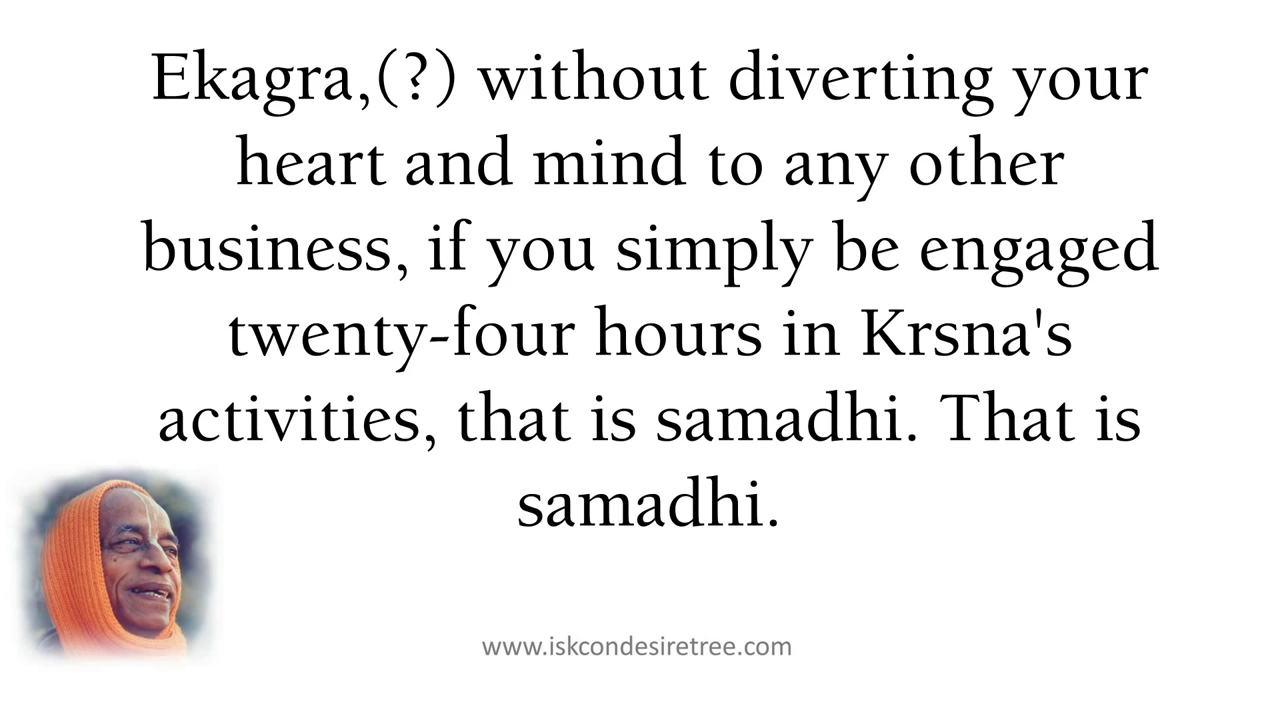 Ekagra,(?) without diverting your
heart and mind to any other
business, if you simply be engaged
twenty-four hours in Krsna's
activities, that is samadhi. That is
samadhi.
www.iskcondesiretree.com